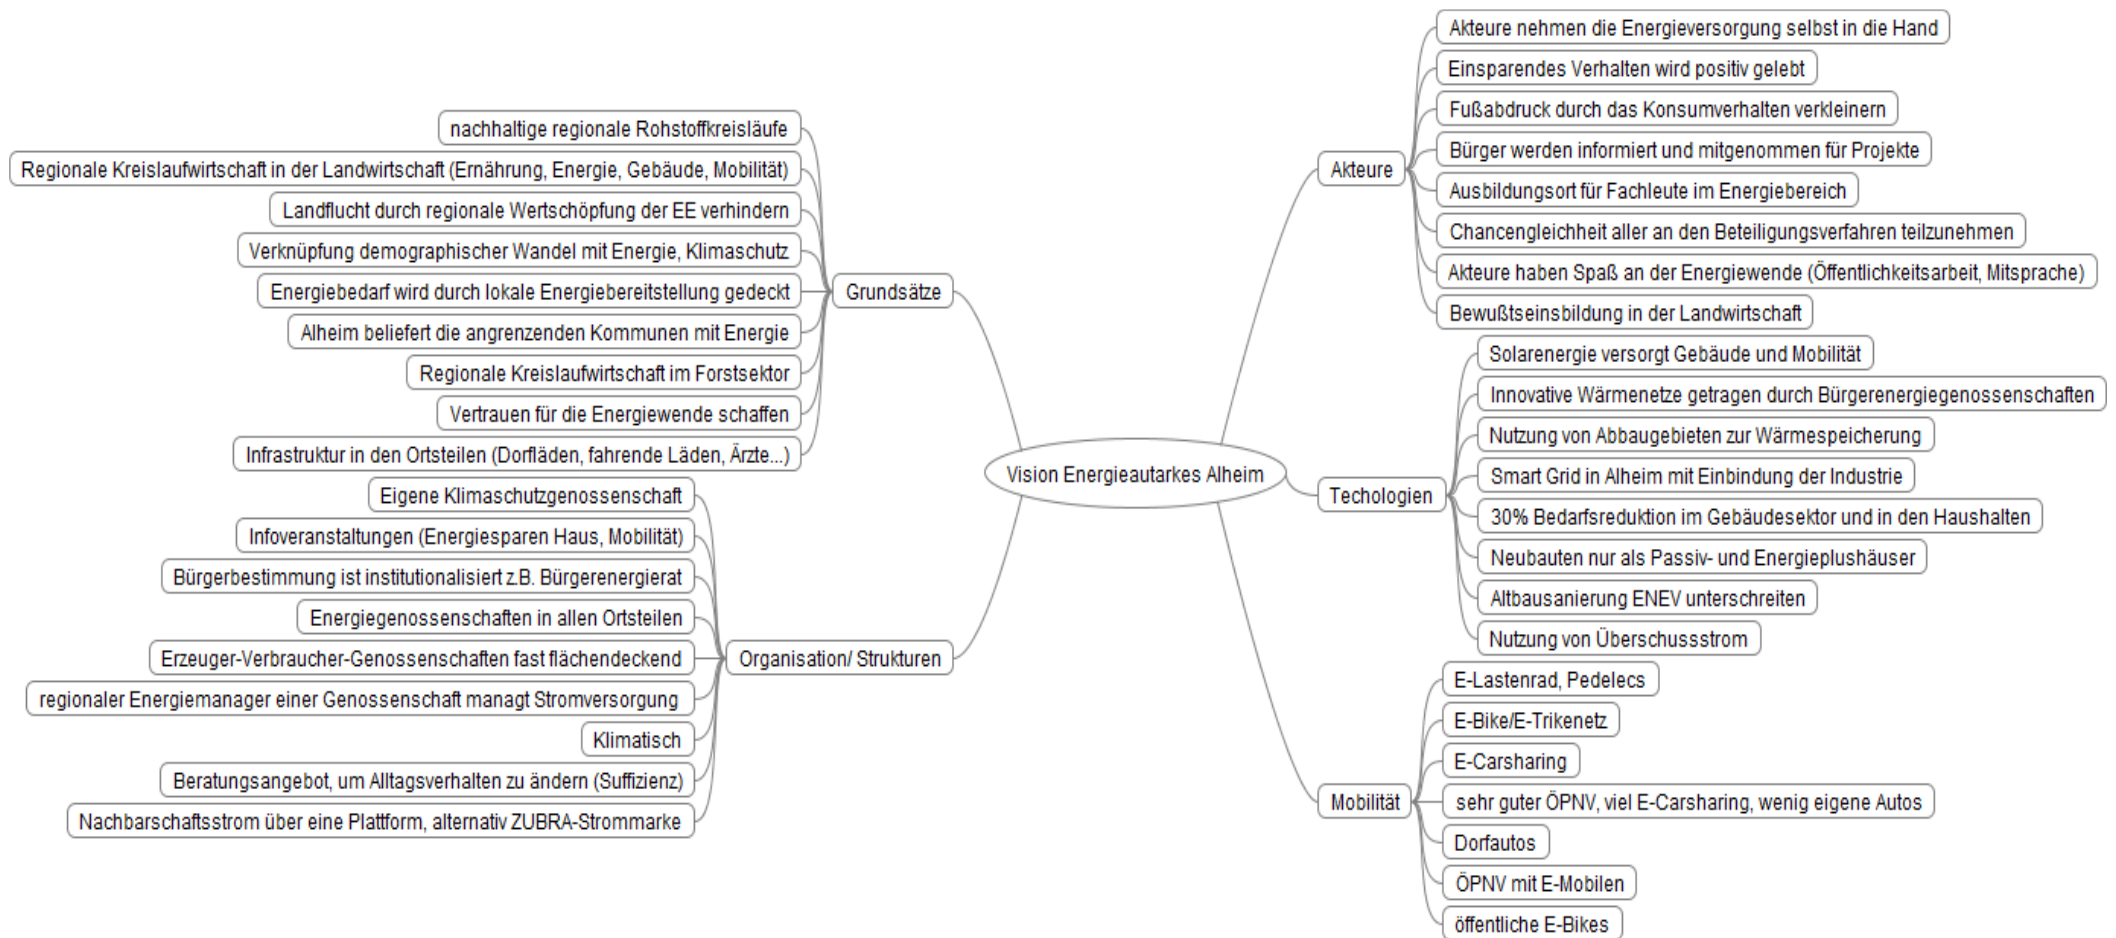 Vision Energieautarkes Alheim
Grundsätze
nachhaltige regionale Rohstoffkreisläufe
Regionale Kreislaufwirtschaft in der Landwirtschaft (Ernährung, Energie, Gebäude, Mobilität)
Landflucht durch regionale Wertschöpfung der EE verhindern
Verknüpfung demographischer Wandel mit Energie, Klimaschutz
Energiebedarf wird durch lokale Energiebereitstellung gedeckt
Alheim beliefert die angrenzenden Kommunen mit Energie
Regionale Kreislaufwirtschaft im Forstsektor
Vertrauen für die Energiewende schaffen
Infrastruktur in den Ortsteilen (Dorfläden, fahrende Läden, Ärzte...)
Organisation/ Strukturen
Eigene Klimaschutzgenossenschaft
Infoveranstaltungen (Energiesparen Haus, Mobilität)
Bürgerbestimmung ist institutionalisiert z.B. Bürgerenergierat
Energiegenossenschaften in allen Ortsteilen
Erzeuger-Verbraucher-Genossenschaften fast flächendeckend
regionaler Energiemanager einer Genossenschaft managt Stromversorgung
Klimatisch
Beratungsangebot, um Alltagsverhalten zu ändern (Suffizienz)
Nachbarschaftsstrom über eine Plattform, alternativ ZUBRA-Strommarke
Akteure
Akteure nehmen die Energieversorgung selbst in die Hand
Einsparendes Verhalten wird positiv gelebt
Fußabdruck durch das Konsumverhalten verkleinern
Bürger werden informiert und mitgenommen für Projekte
Ausbildungsort für Fachleute im Energiebereich
Chancengleichheit aller an den Beteiligungsverfahren teilzunehmen
Akteure haben Spaß an der Energiewende (Öffentlichkeitsarbeit, Mitsprache)
Bewußtseinsbildung in der Landwirtschaft
Techologien
Solarenergie versorgt Gebäude und Mobilität
Innovative Wärmenetze getragen durch Bürgerenergiegenossenschaften
Nutzung von Abbaugebieten zur Wärmespeicherung
Smart Grid in Alheim mit Einbindung der Industrie
30% Bedarfsreduktion im Gebäudesektor und in den Haushalten
Neubauten nur als Passiv- und Energieplushäuser
Altbausanierung ENEV unterschreiten
Nutzung von Überschussstrom
Mobilität
E-Lastenrad, Pedelecs
E-Bike/E-Trikenetz
E-Carsharing
sehr guter ÖPNV, viel E-Carsharing, wenig eigene Autos
Dorfautos
ÖPNV mit E-Mobilen
öffentliche E-Bikes